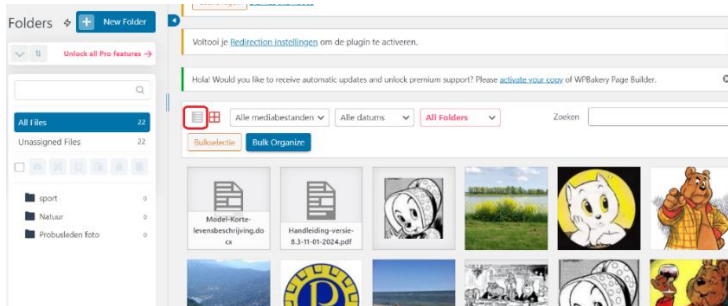 Folders
New Folder
Unlock all Pro features →
All Files 22
Unassigned Files 22
sport 0
Natuur 0
Probusleden foto 0
Voltooi je Redirection instellingen om de plugin te activeren.
Hola! Would you like to receive automatic updates and unlock premium support? Please activate your copy of WPBakery Page Builder.
Alle mediabestanden
Alle datums
All Folders
Zoeken
Bulkselectie
Bulk Organize
Model-Korte-
levensbeschrijving.do
cx
Handleiding-versie-
8.3-11-01-2024.pdf